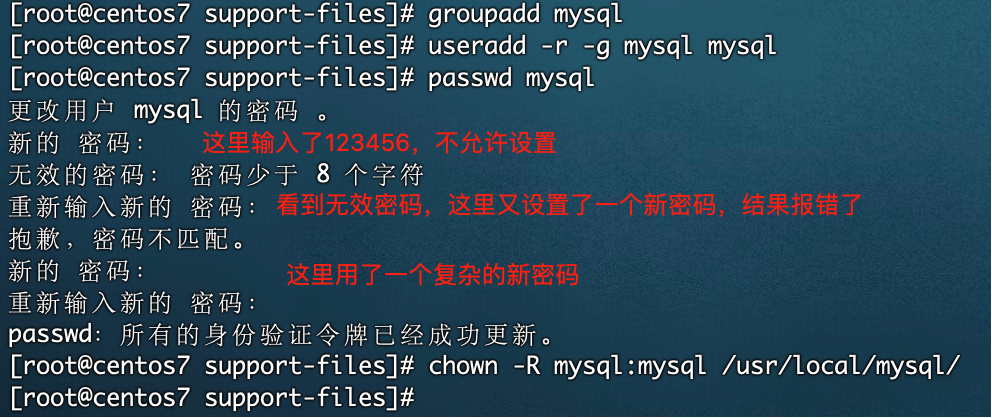 [root@centos7 support-files]# groupadd mysql
[root@centos7 support-files]# useradd -r -g mysql mysql
[root@centos7 support-files]# passwd mysql
更改用户 mysql 的密码 。
新的 密码： 这里输入了123456，不允许设置
无效的密码： 密码少于 8 个字符
重新输入新的 密码： 看到无效密码，这里又设置了一个新密码，结果报错了
抱歉，密码不匹配。
新的 密码： 这里用了一个复杂的新密码
重新输入新的 密码：
passwd：所有的身份验证令牌已经成功更新。
[root@centos7 support-files]# chown -R mysql:mysql /usr/local/mysql/
[root@centos7 support-files]#